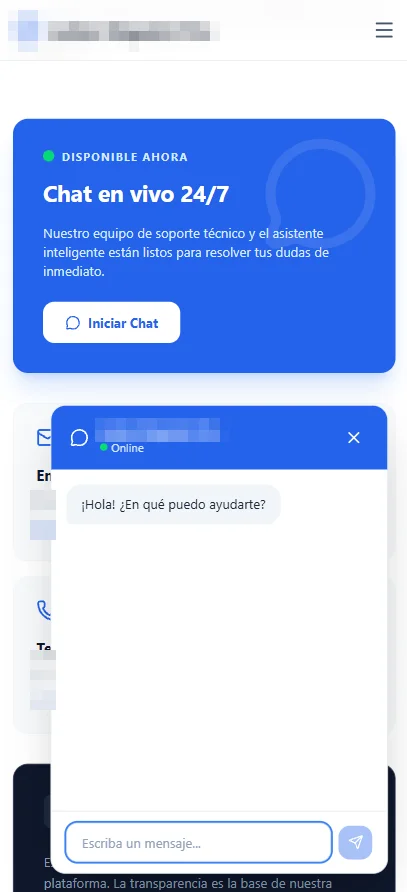 DISPONIBLE AHORA
Chat en vivo 24/7
Nuestro equipo de soporte técnico y el asistente
inteligente están listos para resolver tus dudas de
inmediato.
Iniciar Chat
Online
¡Hola! ¿En qué puedo ayudarte?
Escriba un mensaje...
plataforma. La transparencia es la base de nuestra